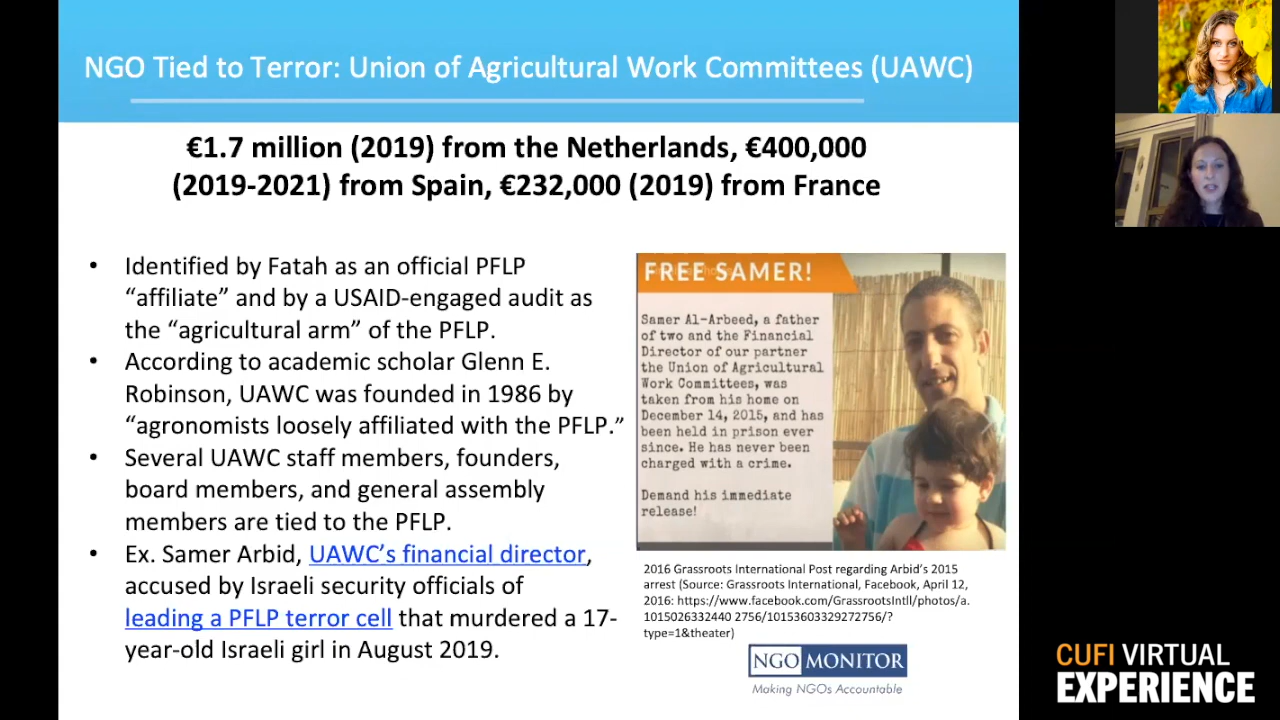 NGO Tied to Terror: Union of Agricultural Work Committees (UAWC)
€1.7 million (2019) from the Netherlands, €400,000
(2019-2021) from Spain, €232,000 (2019) from France
• Identified by Fatah as an official PFLP
“affiliate” and by a USAID-engaged audit as
the “agricultural arm” of the PFLP.
• According to academic scholar Glenn E.
Robinson, UAWC was founded in 1986 by
“agronomists loosely affiliated with the PFLP.”
• Several UAWC staff members, founders,
board members, and general assembly
members are tied to the PFLP.
• Ex. Samer Arbid, UAWC’s financial director,
accused by Israeli security officials of
leading a PFLP terror cell that murdered a 17-
year-old Israeli girl in August 2019.
FREE SAMER!
Samer Al-Arbeed, a father
of two and the Financial
Director of our partner
the Union of Agricultural
Work Committees, was
taken from his home on
December 14, 2015, and has
been held in prison ever
since. He has never been
charged with a crime.
Demand his immediate
release!
2016 Grassroots International Post regarding Arbid’s 2015
arrest (Source: Grassroots International, Facebook, April 12,
2016: https://www.facebook.com/GrassrootsIntll/photos/a.
1015026332440 2756/10153603329272756/?
type=1&theater)
NGO MONITOR
Making NGOs Accountable
CUFI VIRTUAL
EXPERIENCE